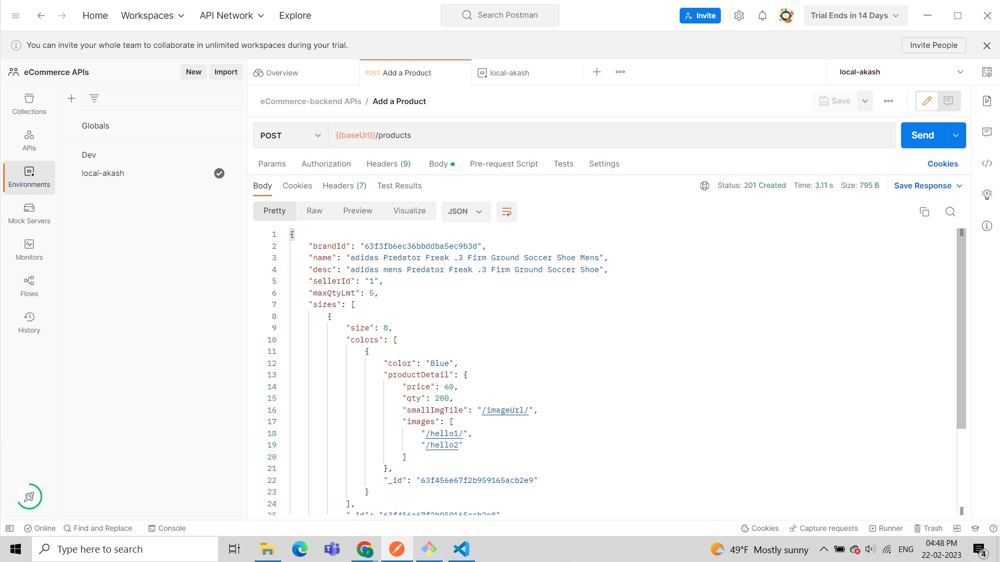 Home Workspaces API Network Explore Search Postman Invite Trial Ends in 14 Days
You can invite your whole team to collaborate in unlimited workspaces during your trial. Invite People
eCommerce APIs New Import Overview POST Add a Product local-akash local-akash
Collections
APIs
Environments
Mock Servers
Monitors
Flows
History
Globals
Dev
local-akash
eCommerce-backend APIs / Add a Product Save
POST {{baseUrl}}/products Send
Params Authorization Headers (9) Body Pre-request Script Tests Settings Cookies
Body Cookies Headers (7) Test Results Status: 201 Created Time: 3.11 s Size: 795 B Save Response
Pretty Raw Preview Visualize JSON
1 {
2 "brandId": "63f3fb6ec36bbddba5ec9b3d",
3 "name": "adidas Predator Freak .3 Firm Ground Soccer Shoe Mens",
4 "desc": "adidas mens Predator Freak .3 Firm Ground Soccer Shoe",
5 "sellerId": "1",
6 "maxQtyLmt": 5,
7 "sizes": [
8 {
9 "size": 8,
10 "colors": [
11 {
12 "color": "Blue",
13 "productDetail": {
14 "price": 60,
15 "qty": 200,
16 "smallImgTile": "/imageUrl/",
17 "images": [
18 "/hello1/",
19 "/hello2"
20 ]
21 },
22 "_id": "63f456e67f2b959165acb2e9"
23 }
24 ],
25 "_id": "63f456e67f2b959165acb2e8"
Online Find and Replace Console Cookies Capture requests Runner Trash
Type here to search 49°F Mostly sunny ENG 04:48 PM
22-02-2023 4